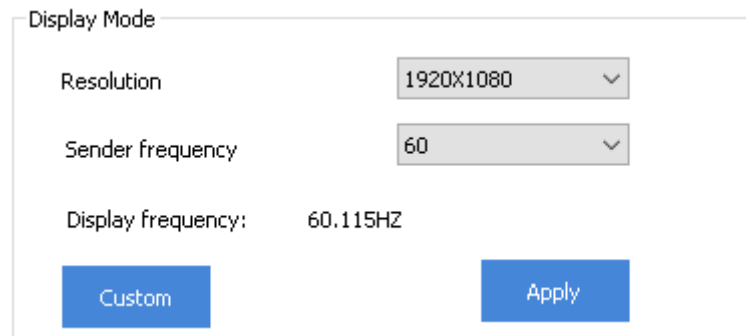 Display Mode
Resolution 1920X1080
Sender frequency 60
Display frequency: 60.115HZ
Custom Apply